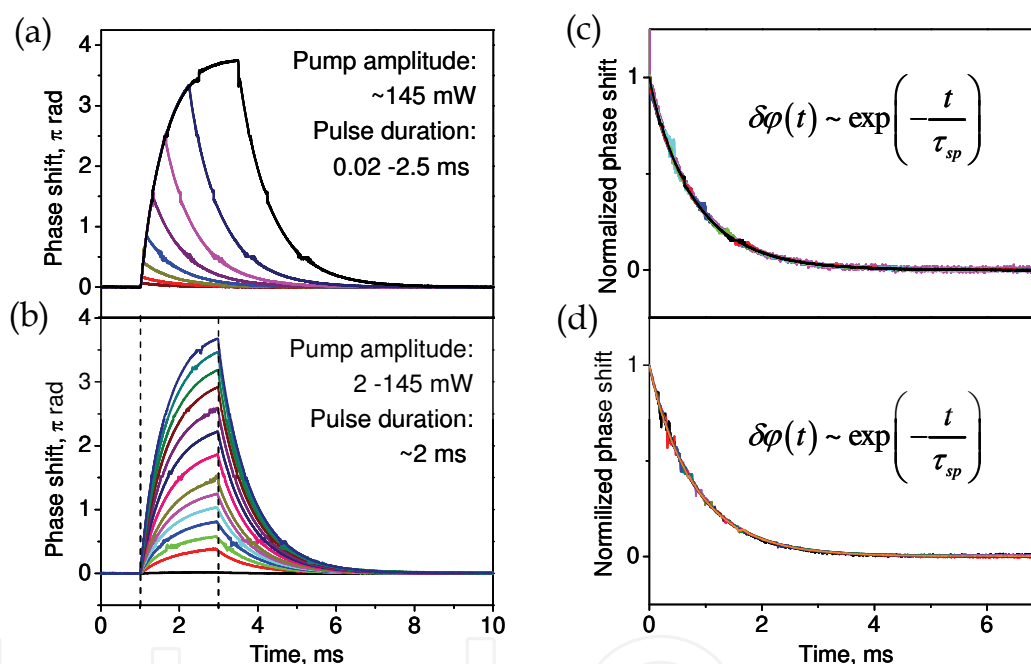 (a)
Phase shift, π rad
4
3
2
1
0
Pump amplitude:
~145 mW
Pulse duration:
0.02 -2.5 ms
(b)
Phase shift, π rad
4
3
2
1
0
Pump amplitude:
2 -145 mW
Pulse duration:
~2 ms
0 2 4 6 8 10
Time, ms
(c)
Normalized phase shift
1
0
δφ(t) ~ exp(-t/τsp)
(d)
Normilized phase shift
1
0
δφ(t) ~ exp(-t/τsp)
0 2 4 6
Time, ms